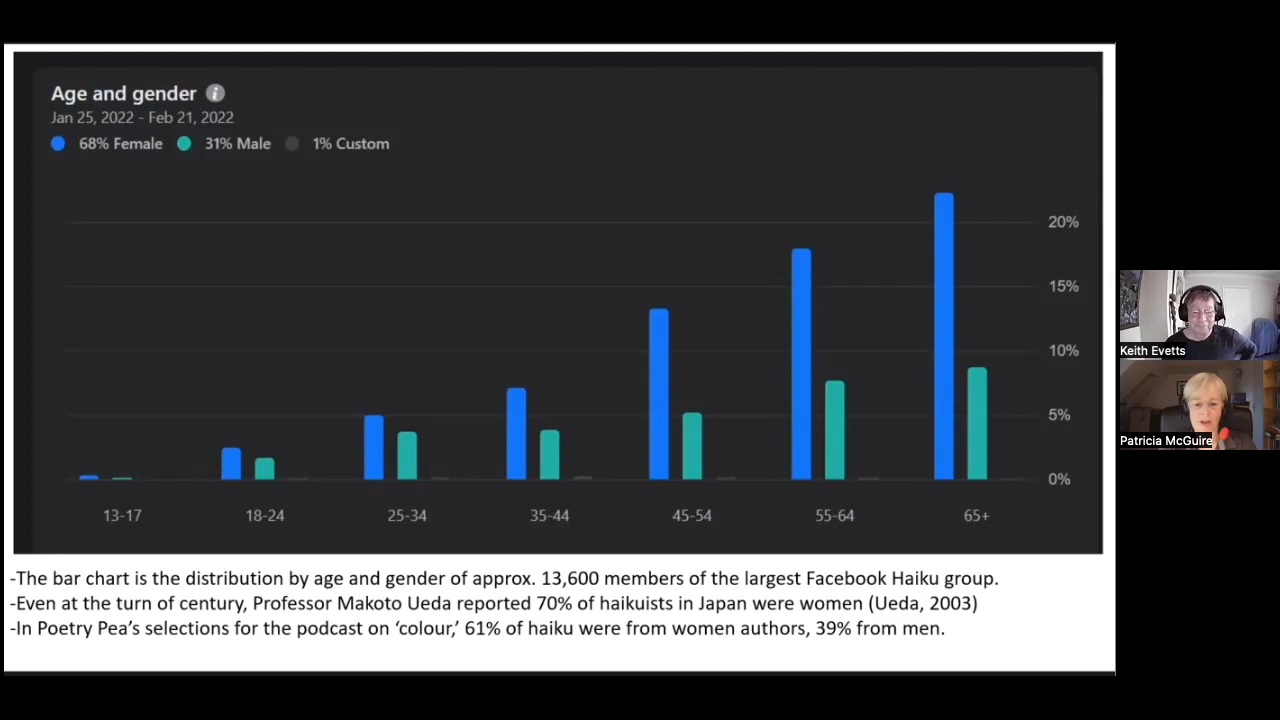 Age and gender i
Jan 25, 2022 - Feb 21, 2022
68% Female 31% Male 1% Custom
20%
15%
10%
5%
0%
13-17 18-24 25-34 35-44 45-54 55-64 65+
-The bar chart is the distribution by age and gender of approx. 13,600 members of the largest Facebook Haiku group.
-Even at the turn of century, Professor Makoto Ueda reported 70% of haikuists in Japan were women (Ueda, 2003)
-In Poetry Pea’s selections for the podcast on ‘colour,’ 61% of haiku were from women authors, 39% from men.
Keith Evetts
Patricia McGuire